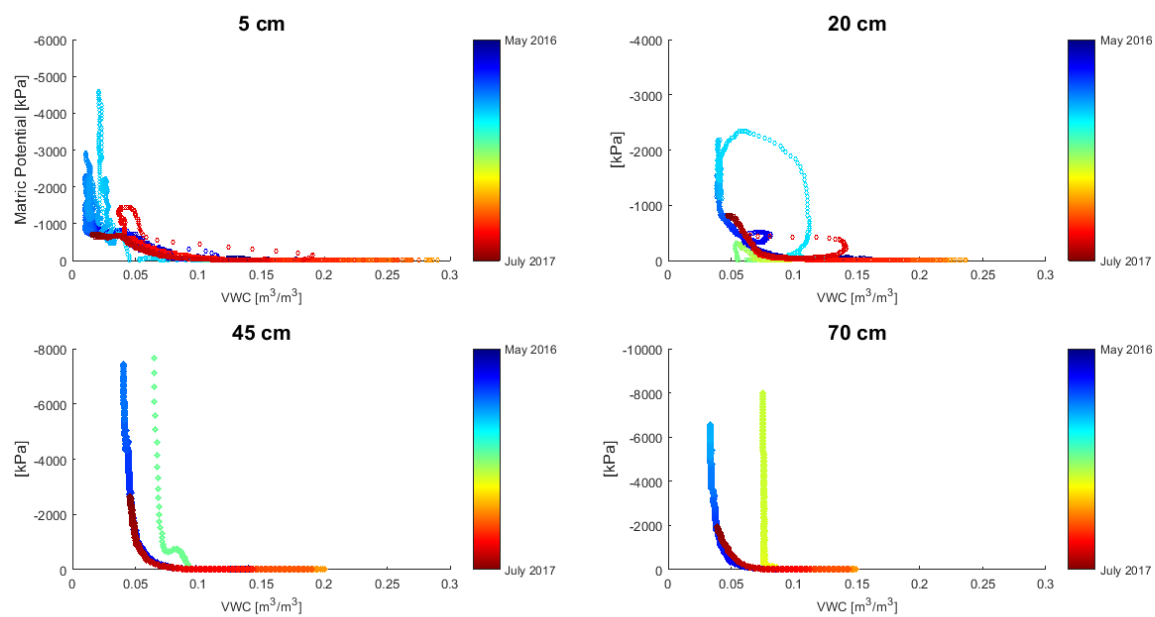 5 cm
-6000
-5000
-4000
-3000
-2000
-1000
0
Matric Potential [kPa]
0
0.05
0.1
0.15
0.2
0.25
0.3
VWC [m³/m³]
May 2016
July 2017
20 cm
-4000
-3000
-2000
-1000
0
[kPa]
0
0.05
0.1
0.15
0.2
0.25
0.3
VWC [m³/m³]
May 2016
July 2017
45 cm
-8000
-6000
-4000
-2000
0
[kPa]
0
0.05
0.1
0.15
0.2
0.25
0.3
VWC [m³/m³]
May 2016
July 2017
70 cm
-10000
-8000
-6000
-4000
-2000
0
[kPa]
0
0.05
0.1
0.15
0.2
0.25
0.3
VWC [m³/m³]
May 2016
July 2017